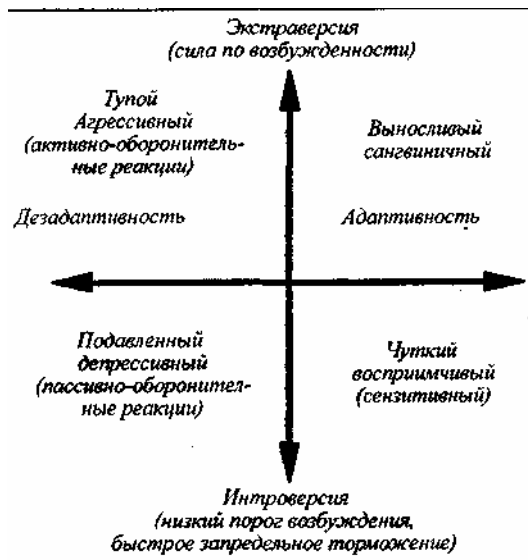 Экстраверсия
(сила по возбужденности)
Тупой
Агрессивный
(активно-оборонитель-
ные реакции)
Выносливый
сангвиничный
Дезадаптивность
Адаптивность
Подавленный
депрессивный
(пассивно-оборонител-
ные реакции)
Чуткий
восприимчивый
(сензитивный)
Интроверсия
(низкий порог возбуждения,
быстрое запредельное торможение)